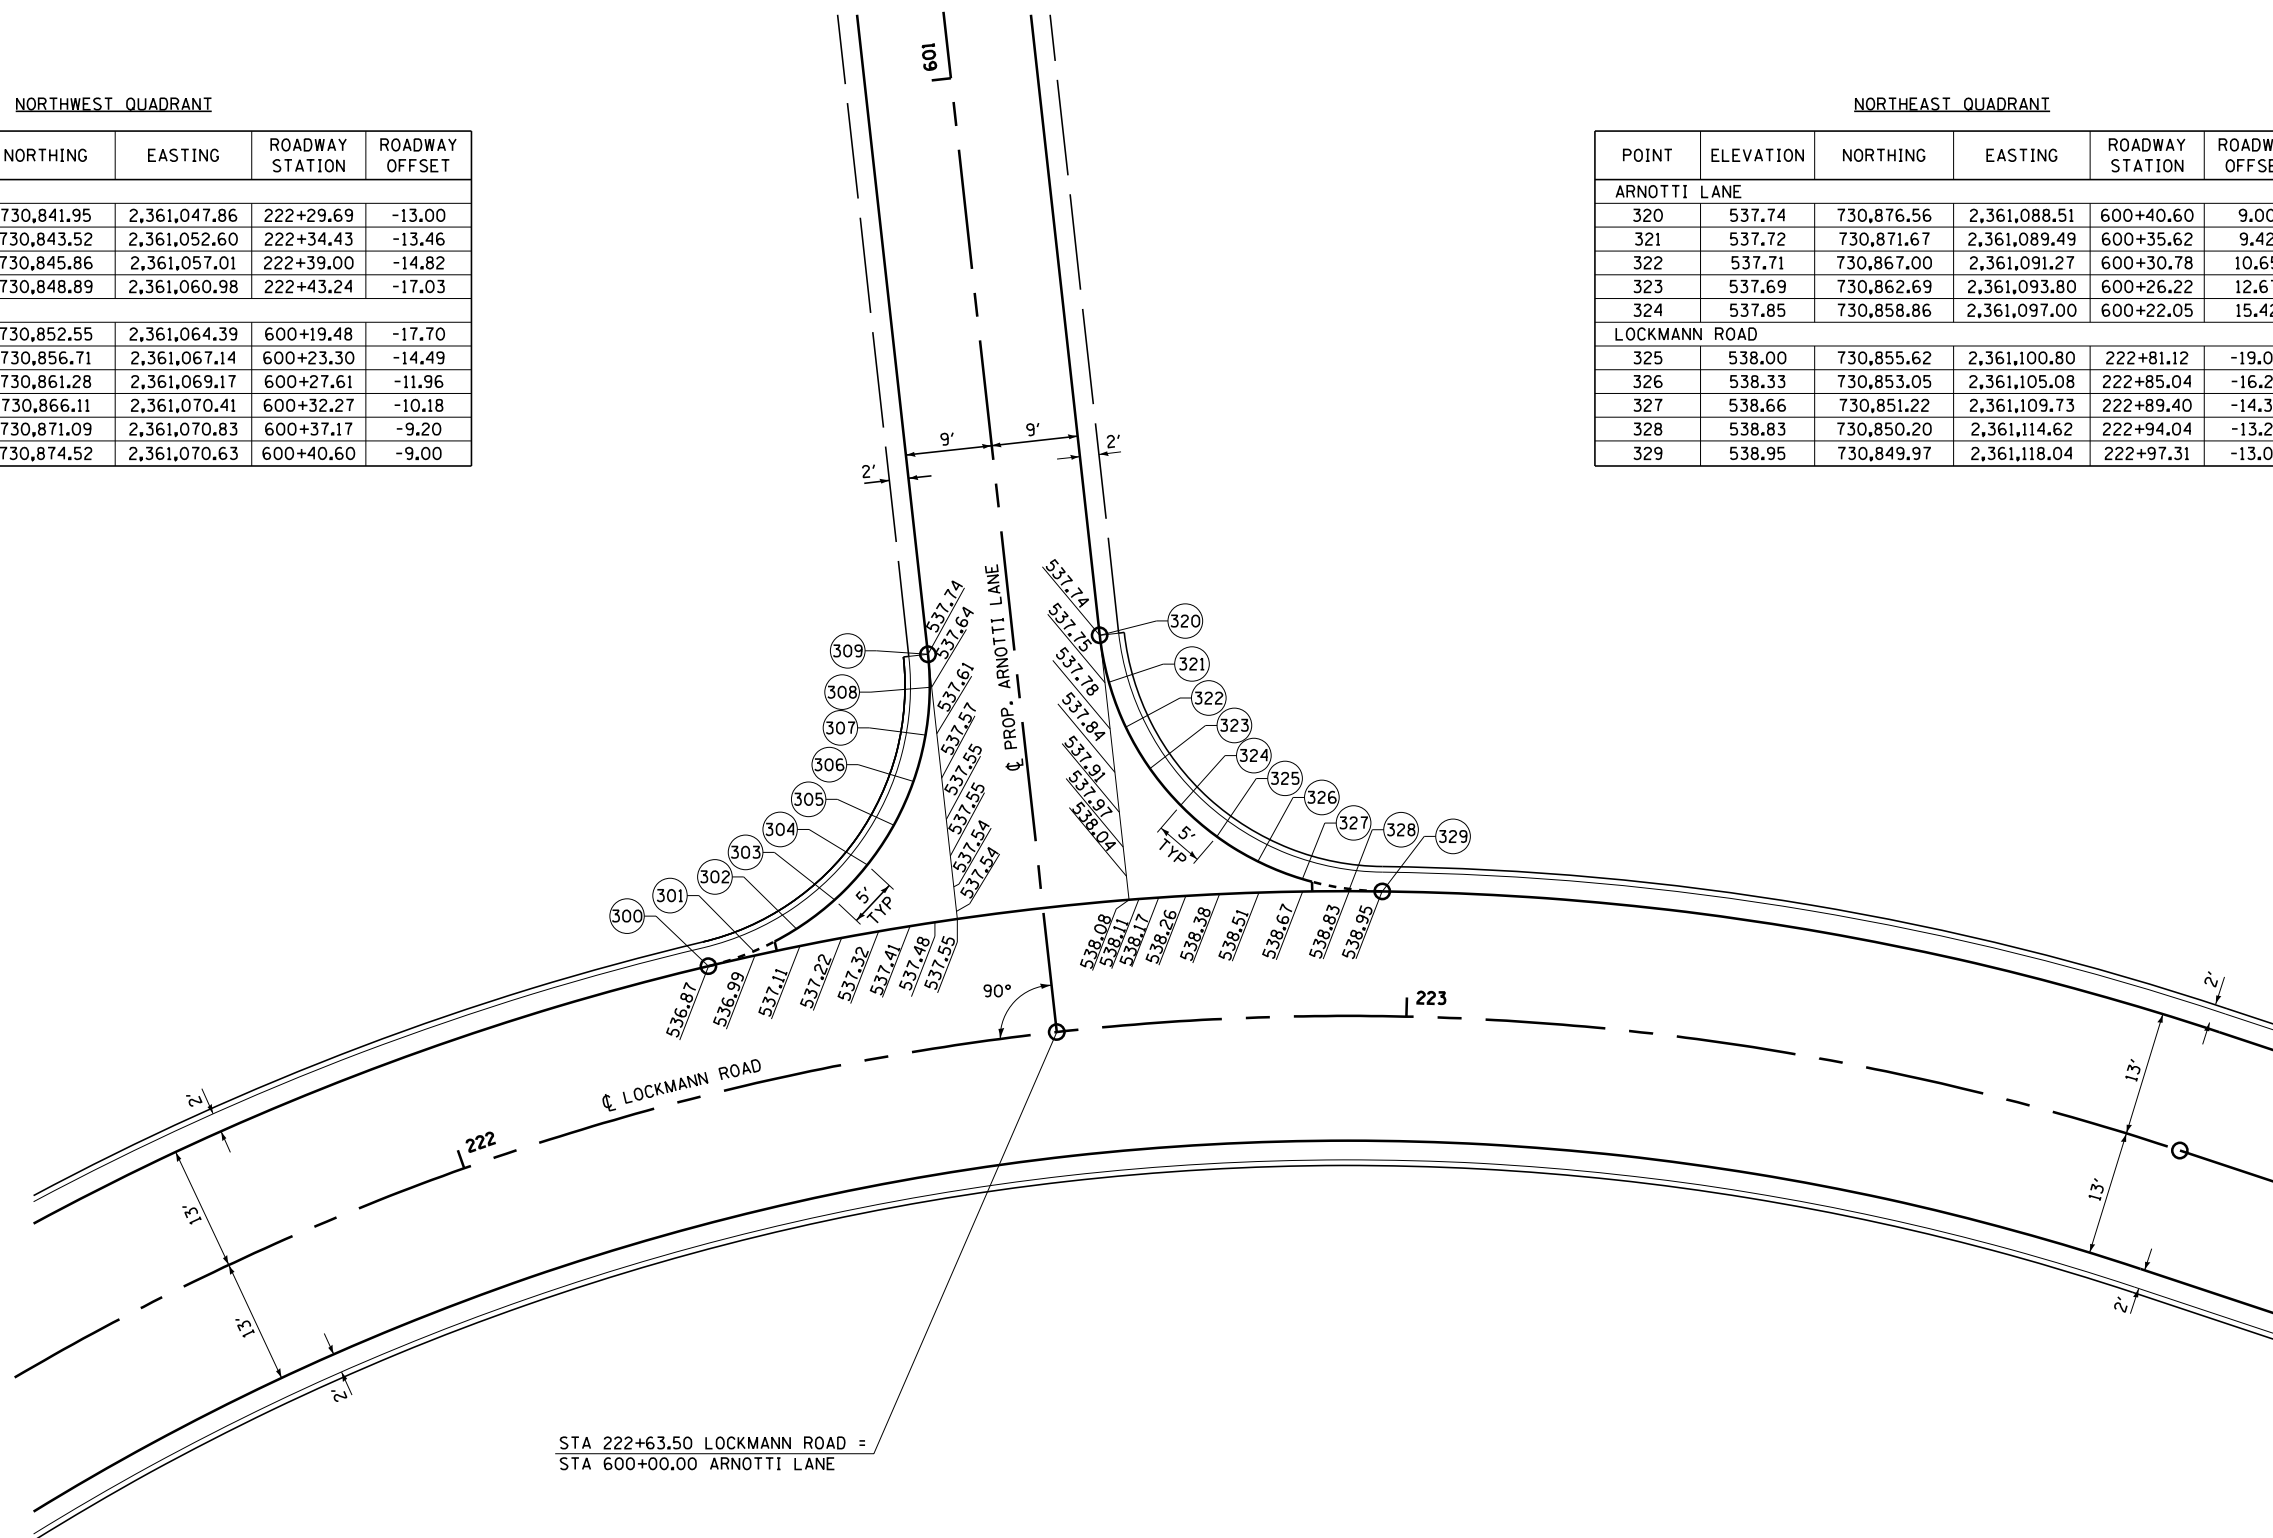 NORTHWEST QUADRANT
NORTHING EASTING ROADWAY STATION ROADWAY OFFSET
730,841.95 2,361,047.86 222+29.69 -13.00
730,843.52 2,361,052.60 222+34.43 -13.46
730,845.86 2,361,057.01 222+39.00 -14.82
730,848.89 2,361,060.98 222+43.24 -17.03
730,852.55 2,361,064.39 600+19.48 -17.70
730,856.71 2,361,067.14 600+23.30 -14.49
730,861.28 2,361,069.17 600+27.61 -11.96
730,866.11 2,361,070.41 600+32.27 -10.18
730,871.09 2,361,070.83 600+37.17 -9.20
730,874.52 2,361,070.63 600+40.60 -9.00
NORTHEAST QUADRANT
POINT ELEVATION NORTHING EASTING ROADWAY STATION
ARNOTTI LANE
320 537.74 730,876.56 2,361,088.51 600+40.60 9.00
321 537.72 730,871.67 2,361,089.49 600+35.62 9.42
322 537.71 730,867.00 2,361,091.27 600+30.78 10.65
323 537.69 730,862.69 2,361,093.80 600+26.22 12.67
324 537.85 730,858.86 2,361,097.00 600+22.05 15.42
LOCKMANN ROAD
325 538.00 730,855.62 2,361,100.80 222+81.12 -19.0
326 538.33 730,853.05 2,361,105.08 222+85.04 -16.2
327 538.66 730,851.22 2,361,109.73 222+89.40 -14.3
328 538.83 730,850.20 2,361,114.62 222+94.04 -13.2
329 538.95 730,849.97 2,361,118.04 222+97.31 -13.0
601
9'
9'
2'
2'
℄ PROP. ARNOTTI LANE
309
308
307
306
305
304
303
302
301
300
537.74
537.64
537.61
537.57
537.55
537.55
537.54
537.54
5'
TYP
537.74
537.75
537.78
537.84
537.91
537.97
538.04
320
321
322
323
324
325
326
327
328
329
5'
TYP
536.87
536.99
537.11
537.22
537.32
537.41
537.48
537.55
538.08
538.11
538.17
538.26
538.38
538.51
538.67
538.83
538.95
90°
223
℄ LOCKMANN ROAD
222
2'
13'
13'
2'
2'
13'
13'
2'
STA 222+63.50 LOCKMANN ROAD =
STA 600+00.00 ARNOTTI LANE